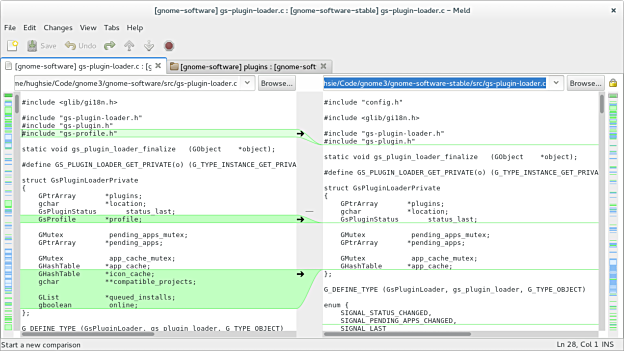 [gnome-software] gs-plugin-loader.c : [gnome-software-stable] gs-plugin-loader.c – Meld
File Edit Changes View Tabs Help
Save Undo
[gnome-software] gs-plugin-loader.c : [g
[gnome-software] plugins : [gnome-soft
me/hughsie/Code/gnome3/gnome-software/src/gs-plugin-loader.c Browse...
#include <glib/gi18n.h>
#include "gs-plugin-loader.h"
#include "gs-plugin.h"
#include "gs-profile.h"
static void gs_plugin_loader_finalize (GObject *object);
#define GS_PLUGIN_LOADER_GET_PRIVATE(o) (G_TYPE_INSTANCE_GET_PRIVA
struct GsPluginLoaderPrivate
{
GPtrArray *plugins;
gchar *location;
GsPluginStatus status_last;
GsProfile *profile;
GMutex pending_apps_mutex;
GPtrArray *pending_apps;
GMutex app_cache_mutex;
GHashTable *app_cache;
GHashTable *icon_cache;
gchar **compatible_projects;
GList *queued_installs;
gboolean online;
};
G_DEFINE_TYPE (GsPluginLoader, gs_plugin_loader, G_TYPE_OBJECT)
hsie/Code/gnome3/gnome-software-stable/src/gs-plugin-loader.c Browse...
#include "config.h"
#include <glib/gi18n.h>
#include "gs-plugin-loader.h"
#include "gs-plugin.h"
static void gs_plugin_loader_finalize (GObject *object);
#define GS_PLUGIN_LOADER_GET_PRIVATE(o) (G_TYPE_INSTANCE_GET_PRIVA
struct GsPluginLoaderPrivate
{
GPtrArray *plugins;
gchar *location;
GsPluginStatus status_last;
GMutex pending_apps_mutex;
GPtrArray *pending_apps;
GMutex app_cache_mutex;
GHashTable *app_cache;
};
G_DEFINE_TYPE (GsPluginLoader, gs_plugin_loader, G_TYPE_OBJECT)
enum {
SIGNAL_STATUS_CHANGED,
SIGNAL_PENDING_APPS_CHANGED,
SIGNAL_LAST
Start a new comparison
Ln 28, Col 1 INS